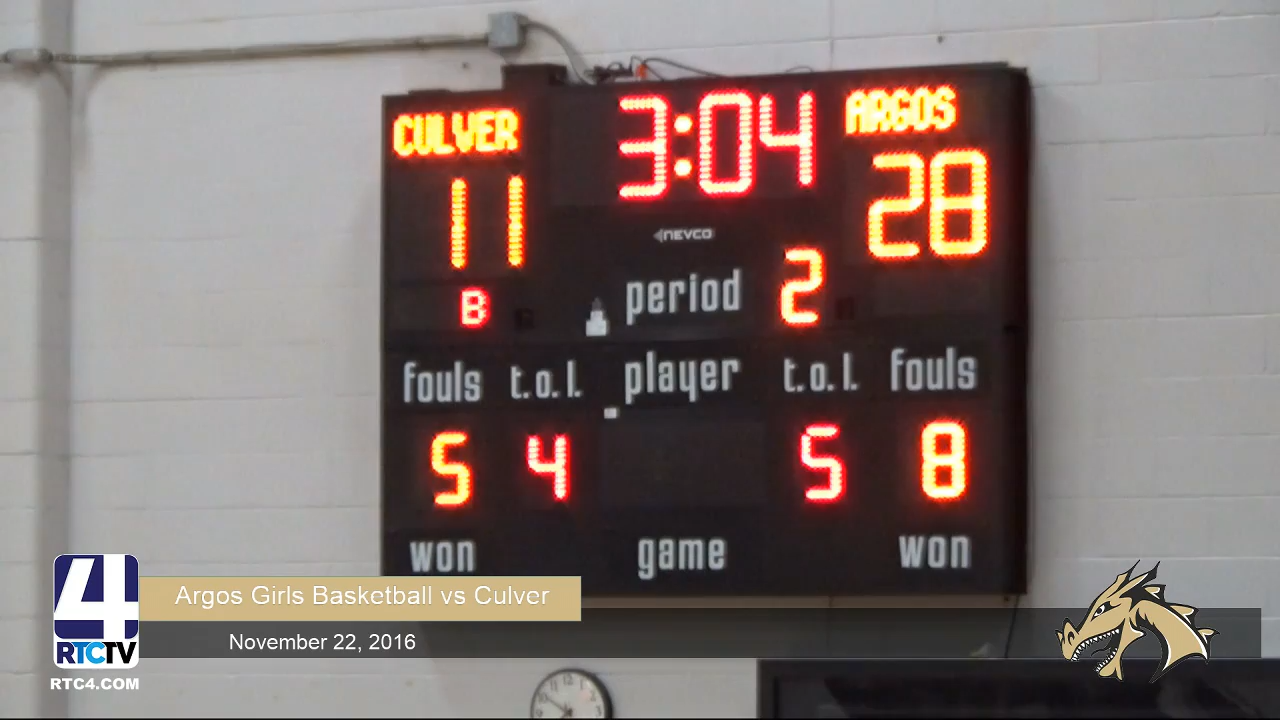 CULVER 3:04 ARGOS
11 28
NEVCO
B period 2
fouls t.o.l. player t.o.l. fouls
5 4 5 8
won game won
4
Argos Girls Basketball vs Culver
November 22, 2016
RTCTV
RTC4.COM